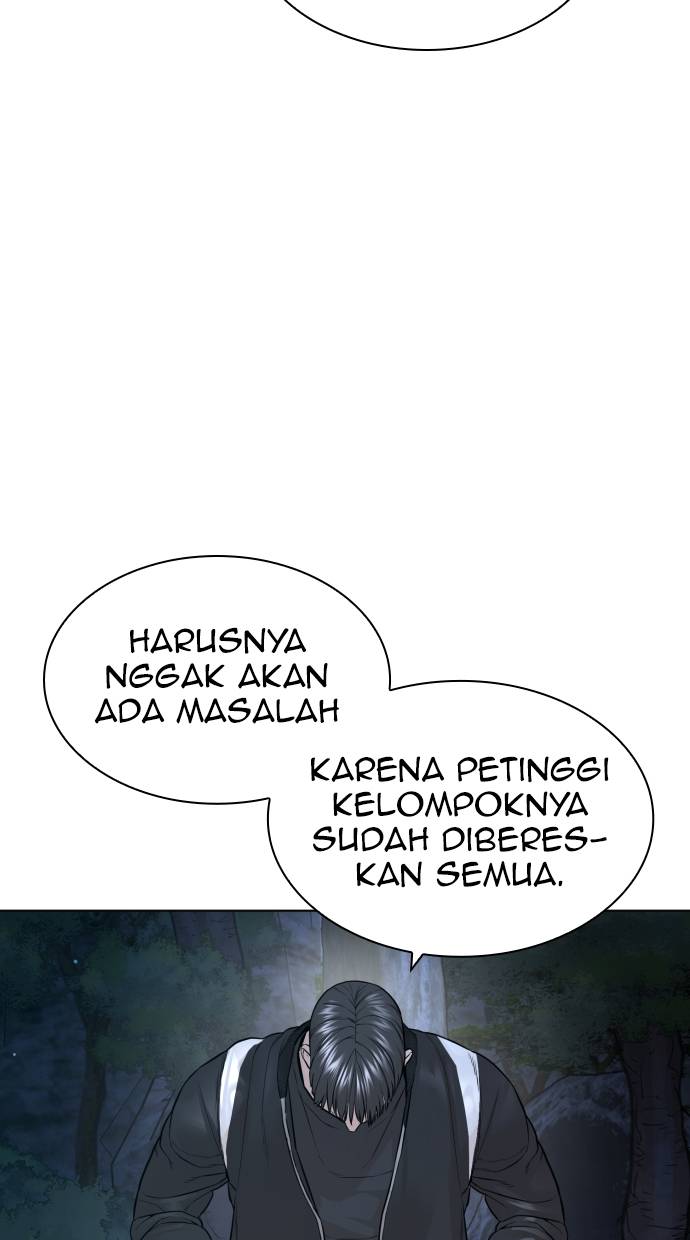 HARUSNYA
NGGAK AKAN
ADA MASALAH
KARENA PETINGGI
KELOMPOKNYA
SUDAH DIBERES-
KAN SEMUA.